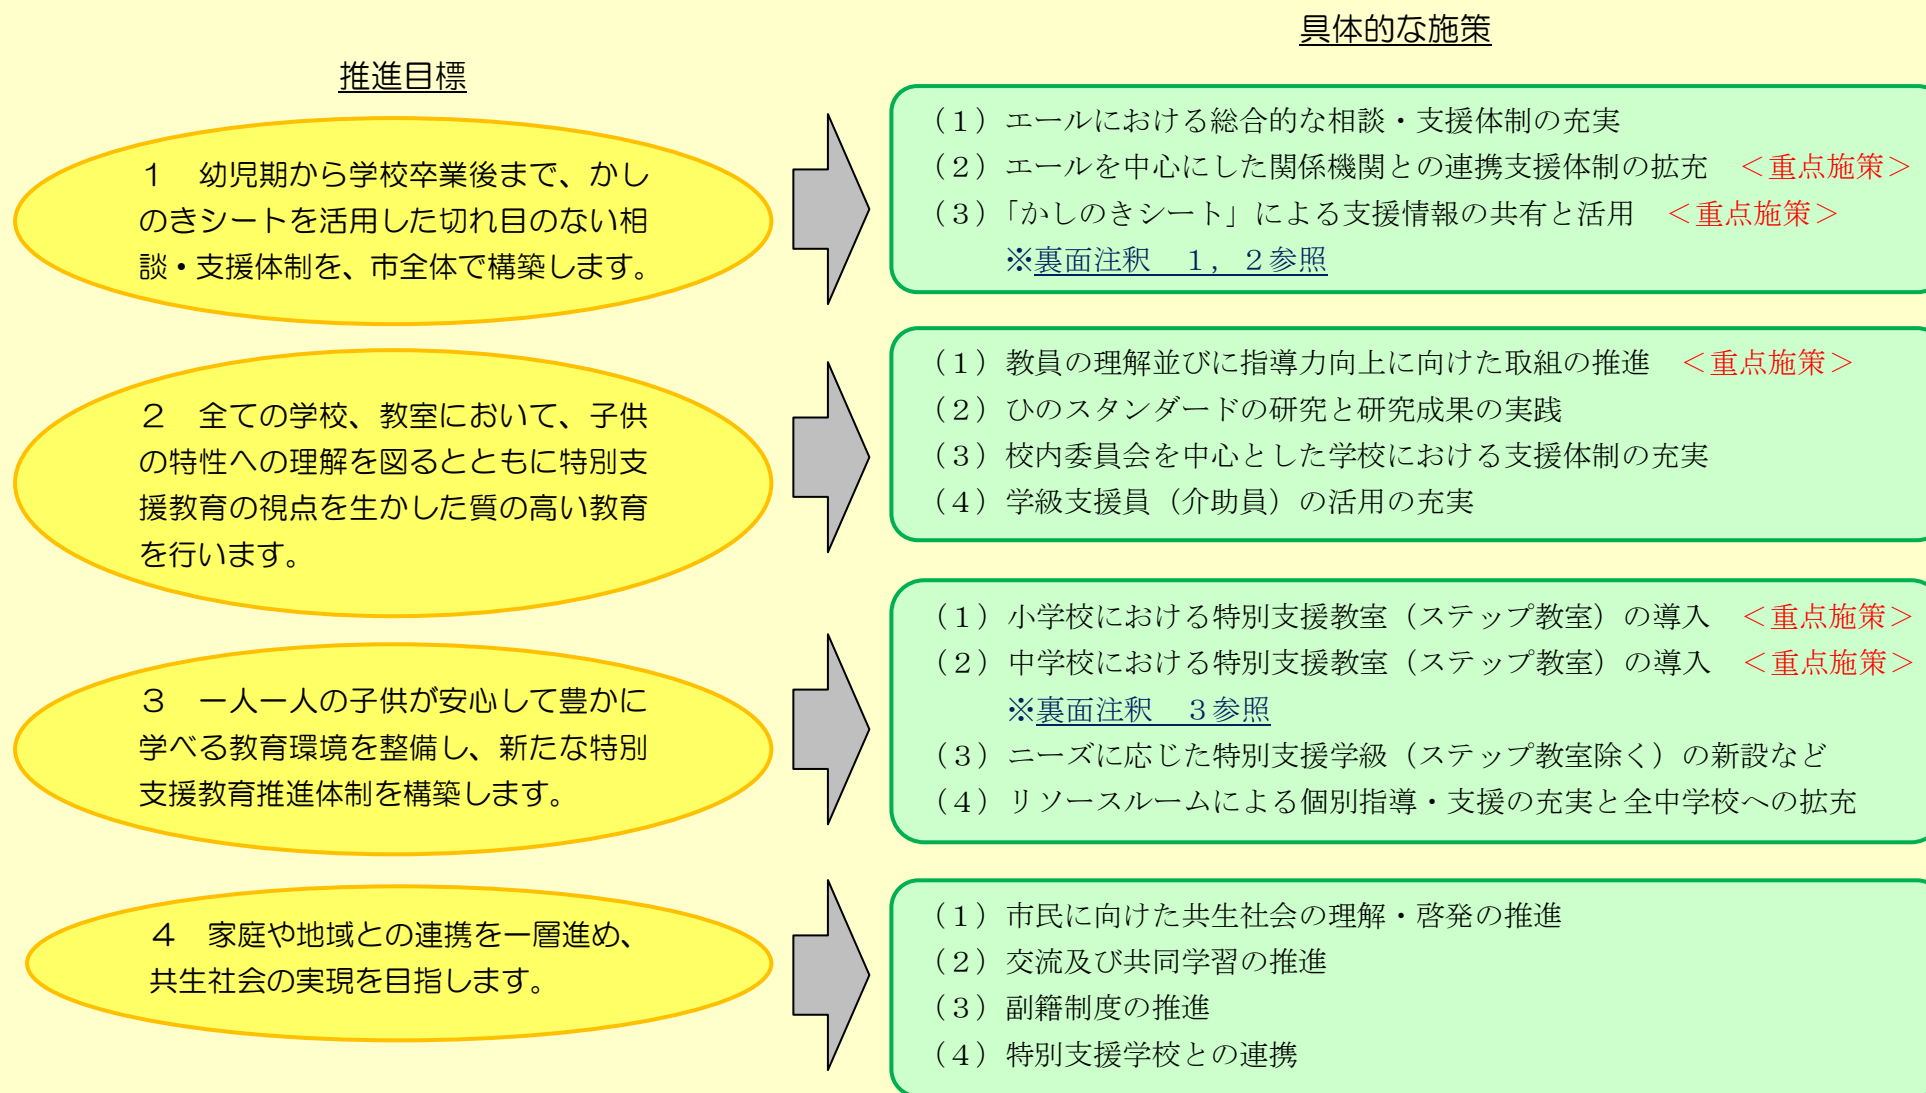 具体的な施策
推進目標
１　幼児期から学校卒業後まで、かし
のきシートを活用した切れ目のない相
談・支援体制を、市全体で構築します。
（１）エールにおける総合的な相談・支援体制の充実
（２）エールを中心にした関係機関との連携支援体制の拡充　＜重点施策＞
（３）「かしのきシート」による支援情報の共有と活用　＜重点施策＞
※裏面注釈　１，２参照
２　全ての学校、教室において、子供
の特性への理解を図るとともに特別支
援教育の視点を生かした質の高い教育
を行います。
（１）教員の理解並びに指導力向上に向けた取組の推進　＜重点施策＞
（２）ひのスタンダードの研究と研究成果の実践
（３）校内委員会を中心とした学校における支援体制の充実
（４）学級支援員（介助員）の活用の充実
３　一人一人の子供が安心して豊かに
学べる教育環境を整備し、新たな特別
支援教育推進体制を構築します。
（１）小学校における特別支援教室（ステップ教室）の導入　＜重点施策＞
（２）中学校における特別支援教室（ステップ教室）の導入　＜重点施策＞
※裏面注釈　３参照
（３）ニーズに応じた特別支援学級（ステップ教室除く）の新設など
（４）リソースルームによる個別指導・支援の充実と全中学校への拡充
４　家庭や地域との連携を一層進め、
共生社会の実現を目指します。
（１）市民に向けた共生社会の理解・啓発の推進
（２）交流及び共同学習の推進
（３）副籍制度の推進
（４）特別支援学校との連携